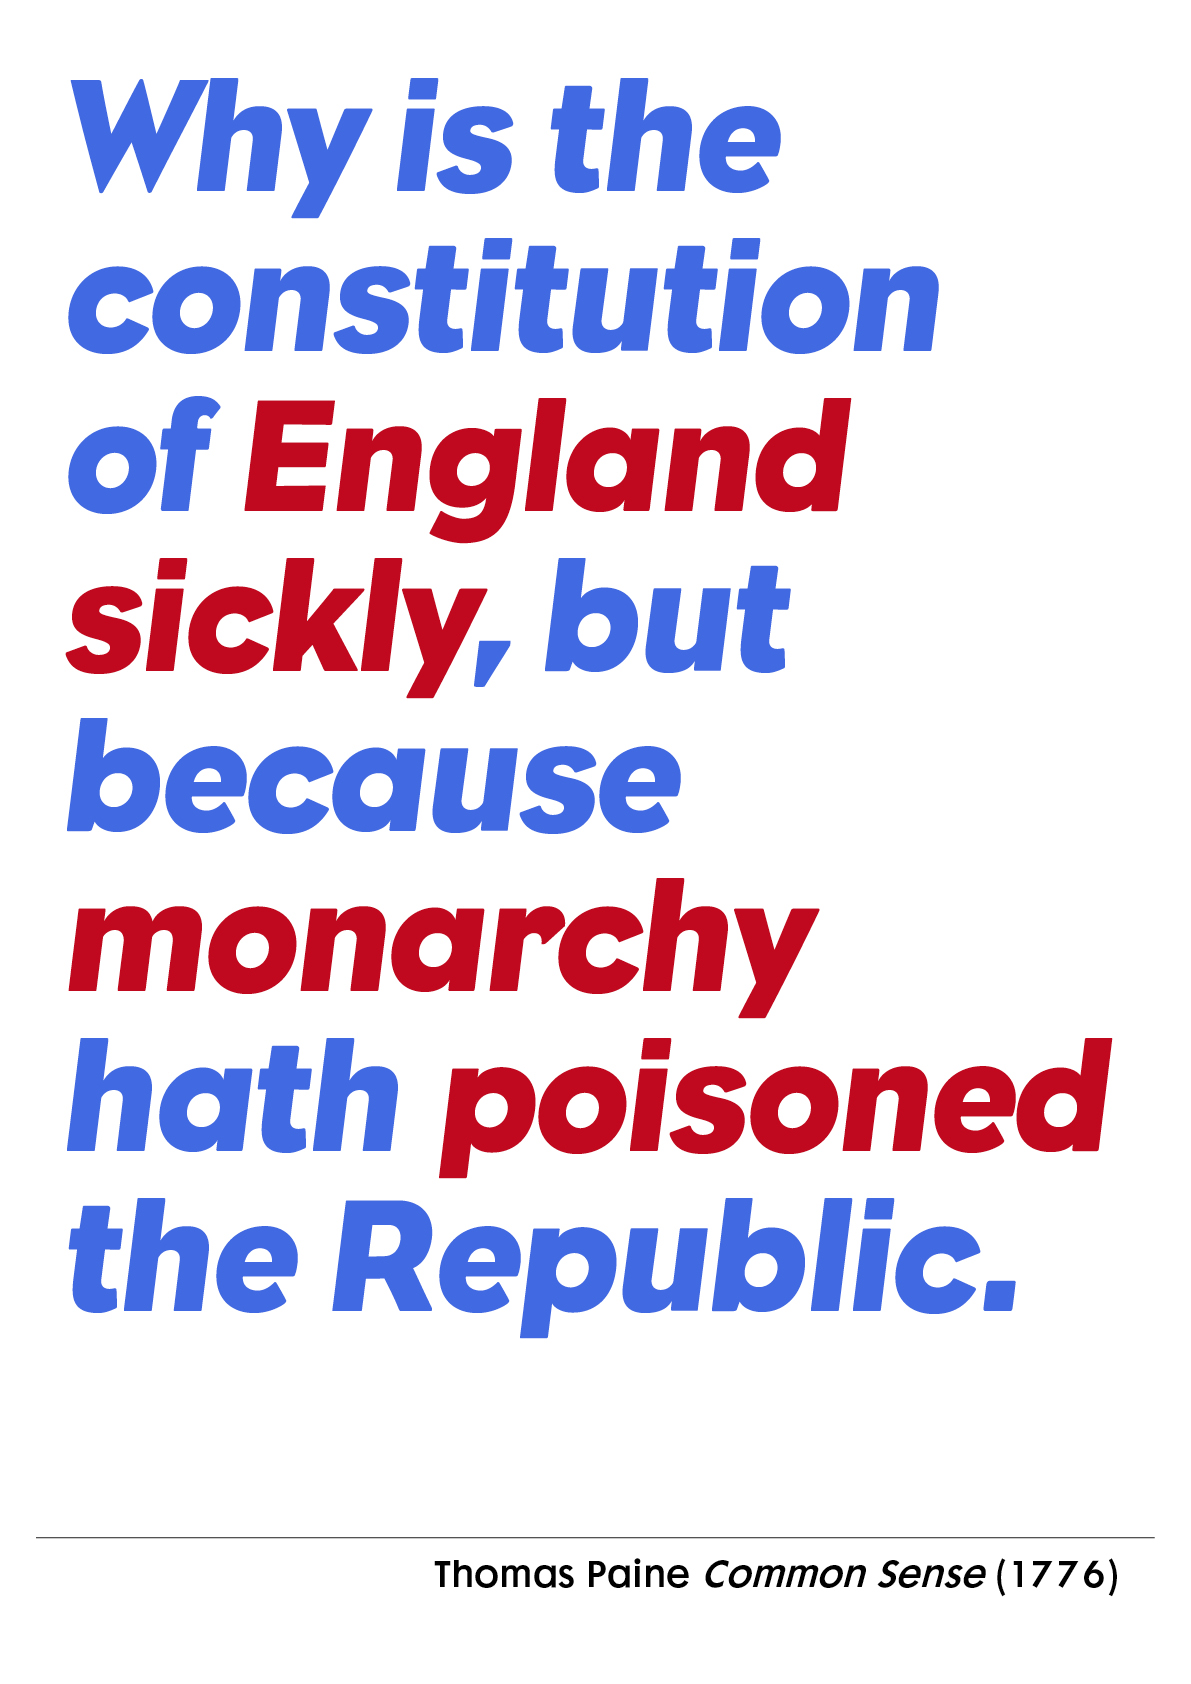 Why is the
constitution
of England
sickly, but
because
monarchy
hath poisoned
the Republic.
Thomas Paine Common Sense (1776)